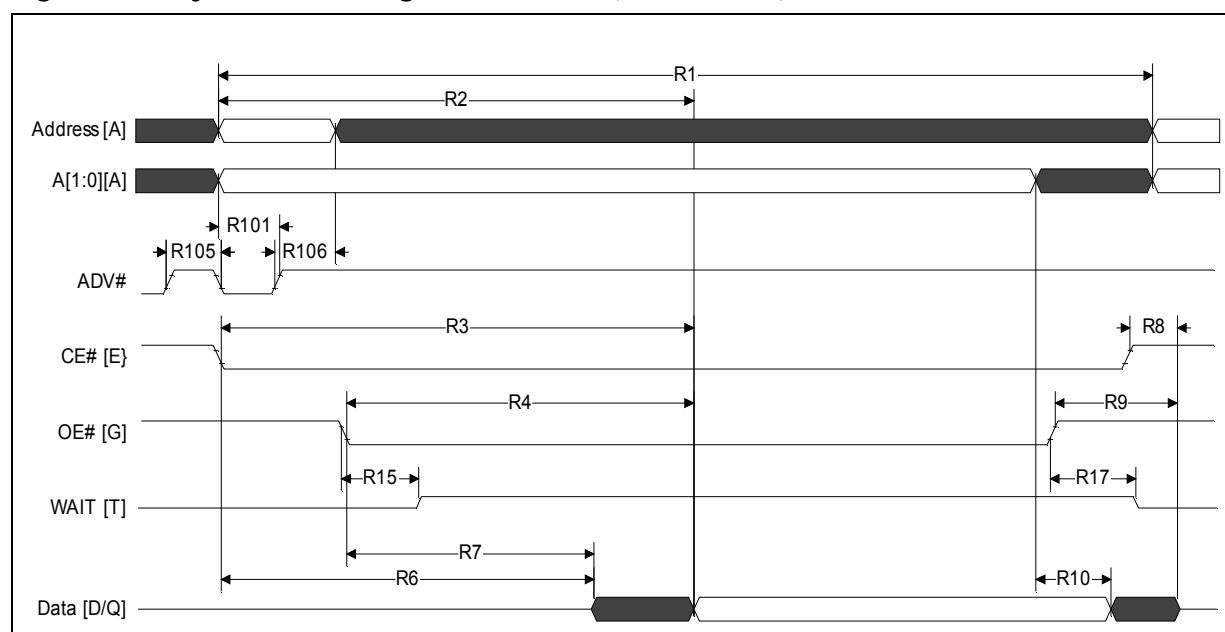 R1
R2
Address [A]
A[1:0][A]
R101
R105
R106
ADV#
R3
R8
CE# [E}
R4
R9
OE# [G]
R15
R17
WAIT [T]
R7
R6
R10
Data [D/Q]